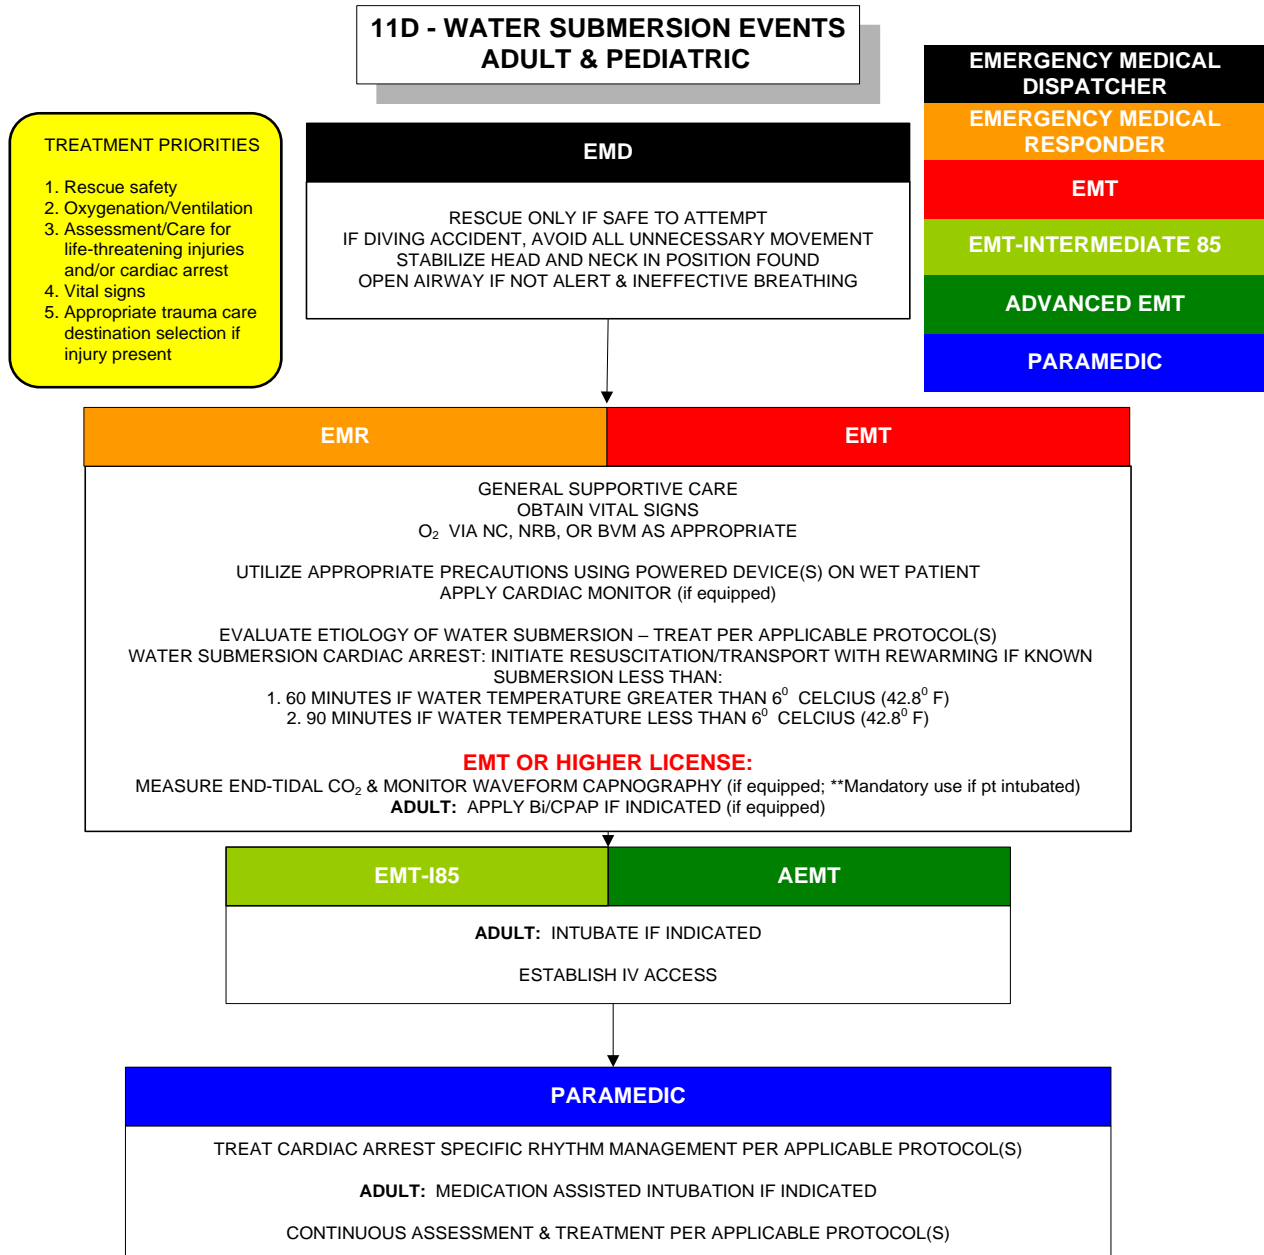 11D - WATER SUBMERSION EVENTS
ADULT & PEDIATRIC
EMERGENCY MEDICAL
DISPATCHER
EMERGENCY MEDICAL
RESPONDER
EMT
EMT-INTERMEDIATE 85
ADVANCED EMT
PARAMEDIC
TREATMENT PRIORITIES
1. Rescue safety
2. Oxygenation/Ventilation
3. Assessment/Care for
life-threatening injuries
and/or cardiac arrest
4. Vital signs
5. Appropriate trauma care
destination selection if
injury present
EMD
RESCUE ONLY IF SAFE TO ATTEMPT
IF DIVING ACCIDENT, AVOID ALL UNNECESSARY MOVEMENT
STABILIZE HEAD AND NECK IN POSITION FOUND
OPEN AIRWAY IF NOT ALERT & INEFFECTIVE BREATHING
EMR
EMT
GENERAL SUPPORTIVE CARE
OBTAIN VITAL SIGNS
O₂ VIA NC, NRB, OR BVM AS APPROPRIATE
UTILIZE APPROPRIATE PRECAUTIONS USING POWERED DEVICE(S) ON WET PATIENT
APPLY CARDIAC MONITOR (if equipped)
EVALUATE ETIOLOGY OF WATER SUBMERSION – TREAT PER APPLICABLE PROTOCOL(S)
WATER SUBMERSION CARDIAC ARREST: INITIATE RESUSCITATION/TRANSPORT WITH REWARMING IF KNOWN
SUBMERSION LESS THAN:
1. 60 MINUTES IF WATER TEMPERATURE GREATER THAN 6⁰ CELCIUS (42.8⁰ F)
2. 90 MINUTES IF WATER TEMPERATURE LESS THAN 6⁰ CELCIUS (42.8⁰ F)
EMT OR HIGHER LICENSE:
MEASURE END-TIDAL CO₂ & MONITOR WAVEFORM CAPNOGRAPHY (if equipped; **Mandatory use if pt intubated)
ADULT: APPLY Bi/CPAP IF INDICATED (if equipped)
EMT-I85
AEMT
ADULT: INTUBATE IF INDICATED
ESTABLISH IV ACCESS
PARAMEDIC
TREAT CARDIAC ARREST SPECIFIC RHYTHM MANAGEMENT PER APPLICABLE PROTOCOL(S)
ADULT: MEDICATION ASSISTED INTUBATION IF INDICATED
CONTINUOUS ASSESSMENT & TREATMENT PER APPLICABLE PROTOCOL(S)